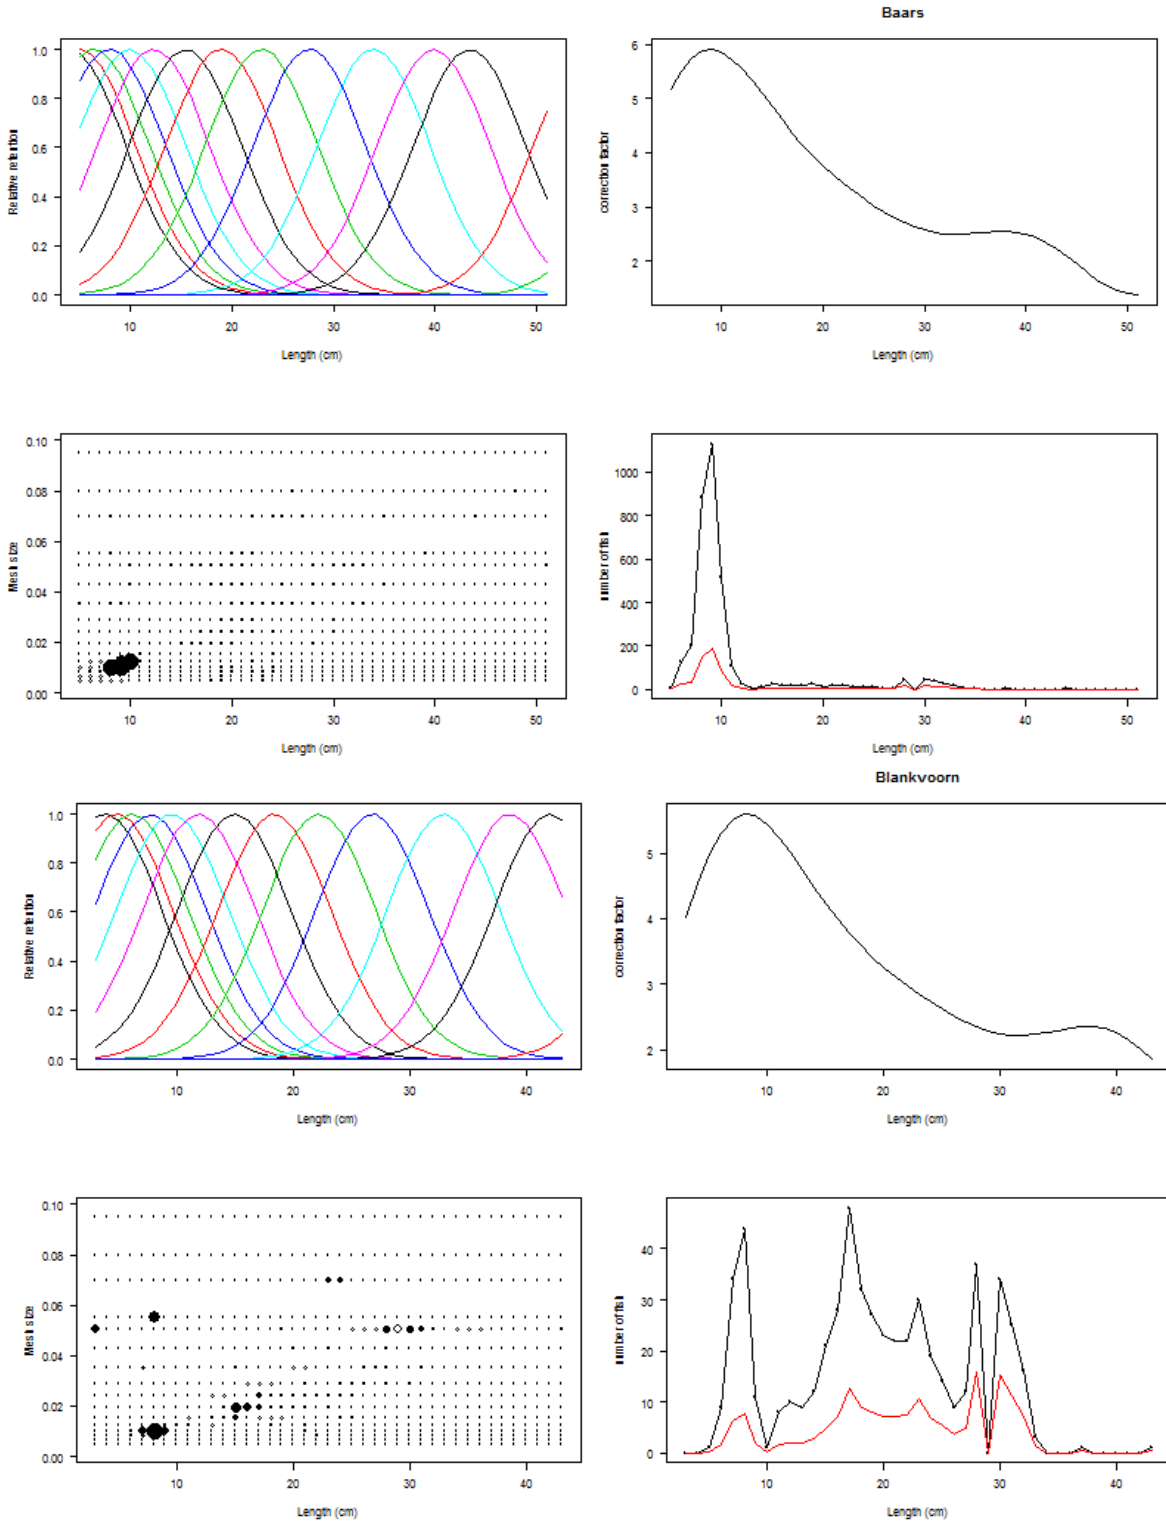 Baars
Relative retention
1.0
0.8
0.6
0.4
0.2
0.0
10 20 30 40 50
Length (cm)
correction factor
6
5
4
3
2
10 20 30 40 50
Length (cm)
Mesh size
0.10
0.08
0.06
0.04
0.02
0.00
10 20 30 40 50
Length (cm)
number of fish
1000
800
600
400
200
0
10 20 30 40 50
Length (cm)
Blankvoorn
Relative retention
1.0
0.8
0.6
0.4
0.2
0.0
10 20 30 40
Length (cm)
correction factor
5
4
3
2
10 20 30 40
Length (cm)
Mesh size
0.10
0.08
0.06
0.04
0.02
0.00
10 20 30 40
Length (cm)
number of fish
40
30
20
10
0
10 20 30 40
Length (cm)